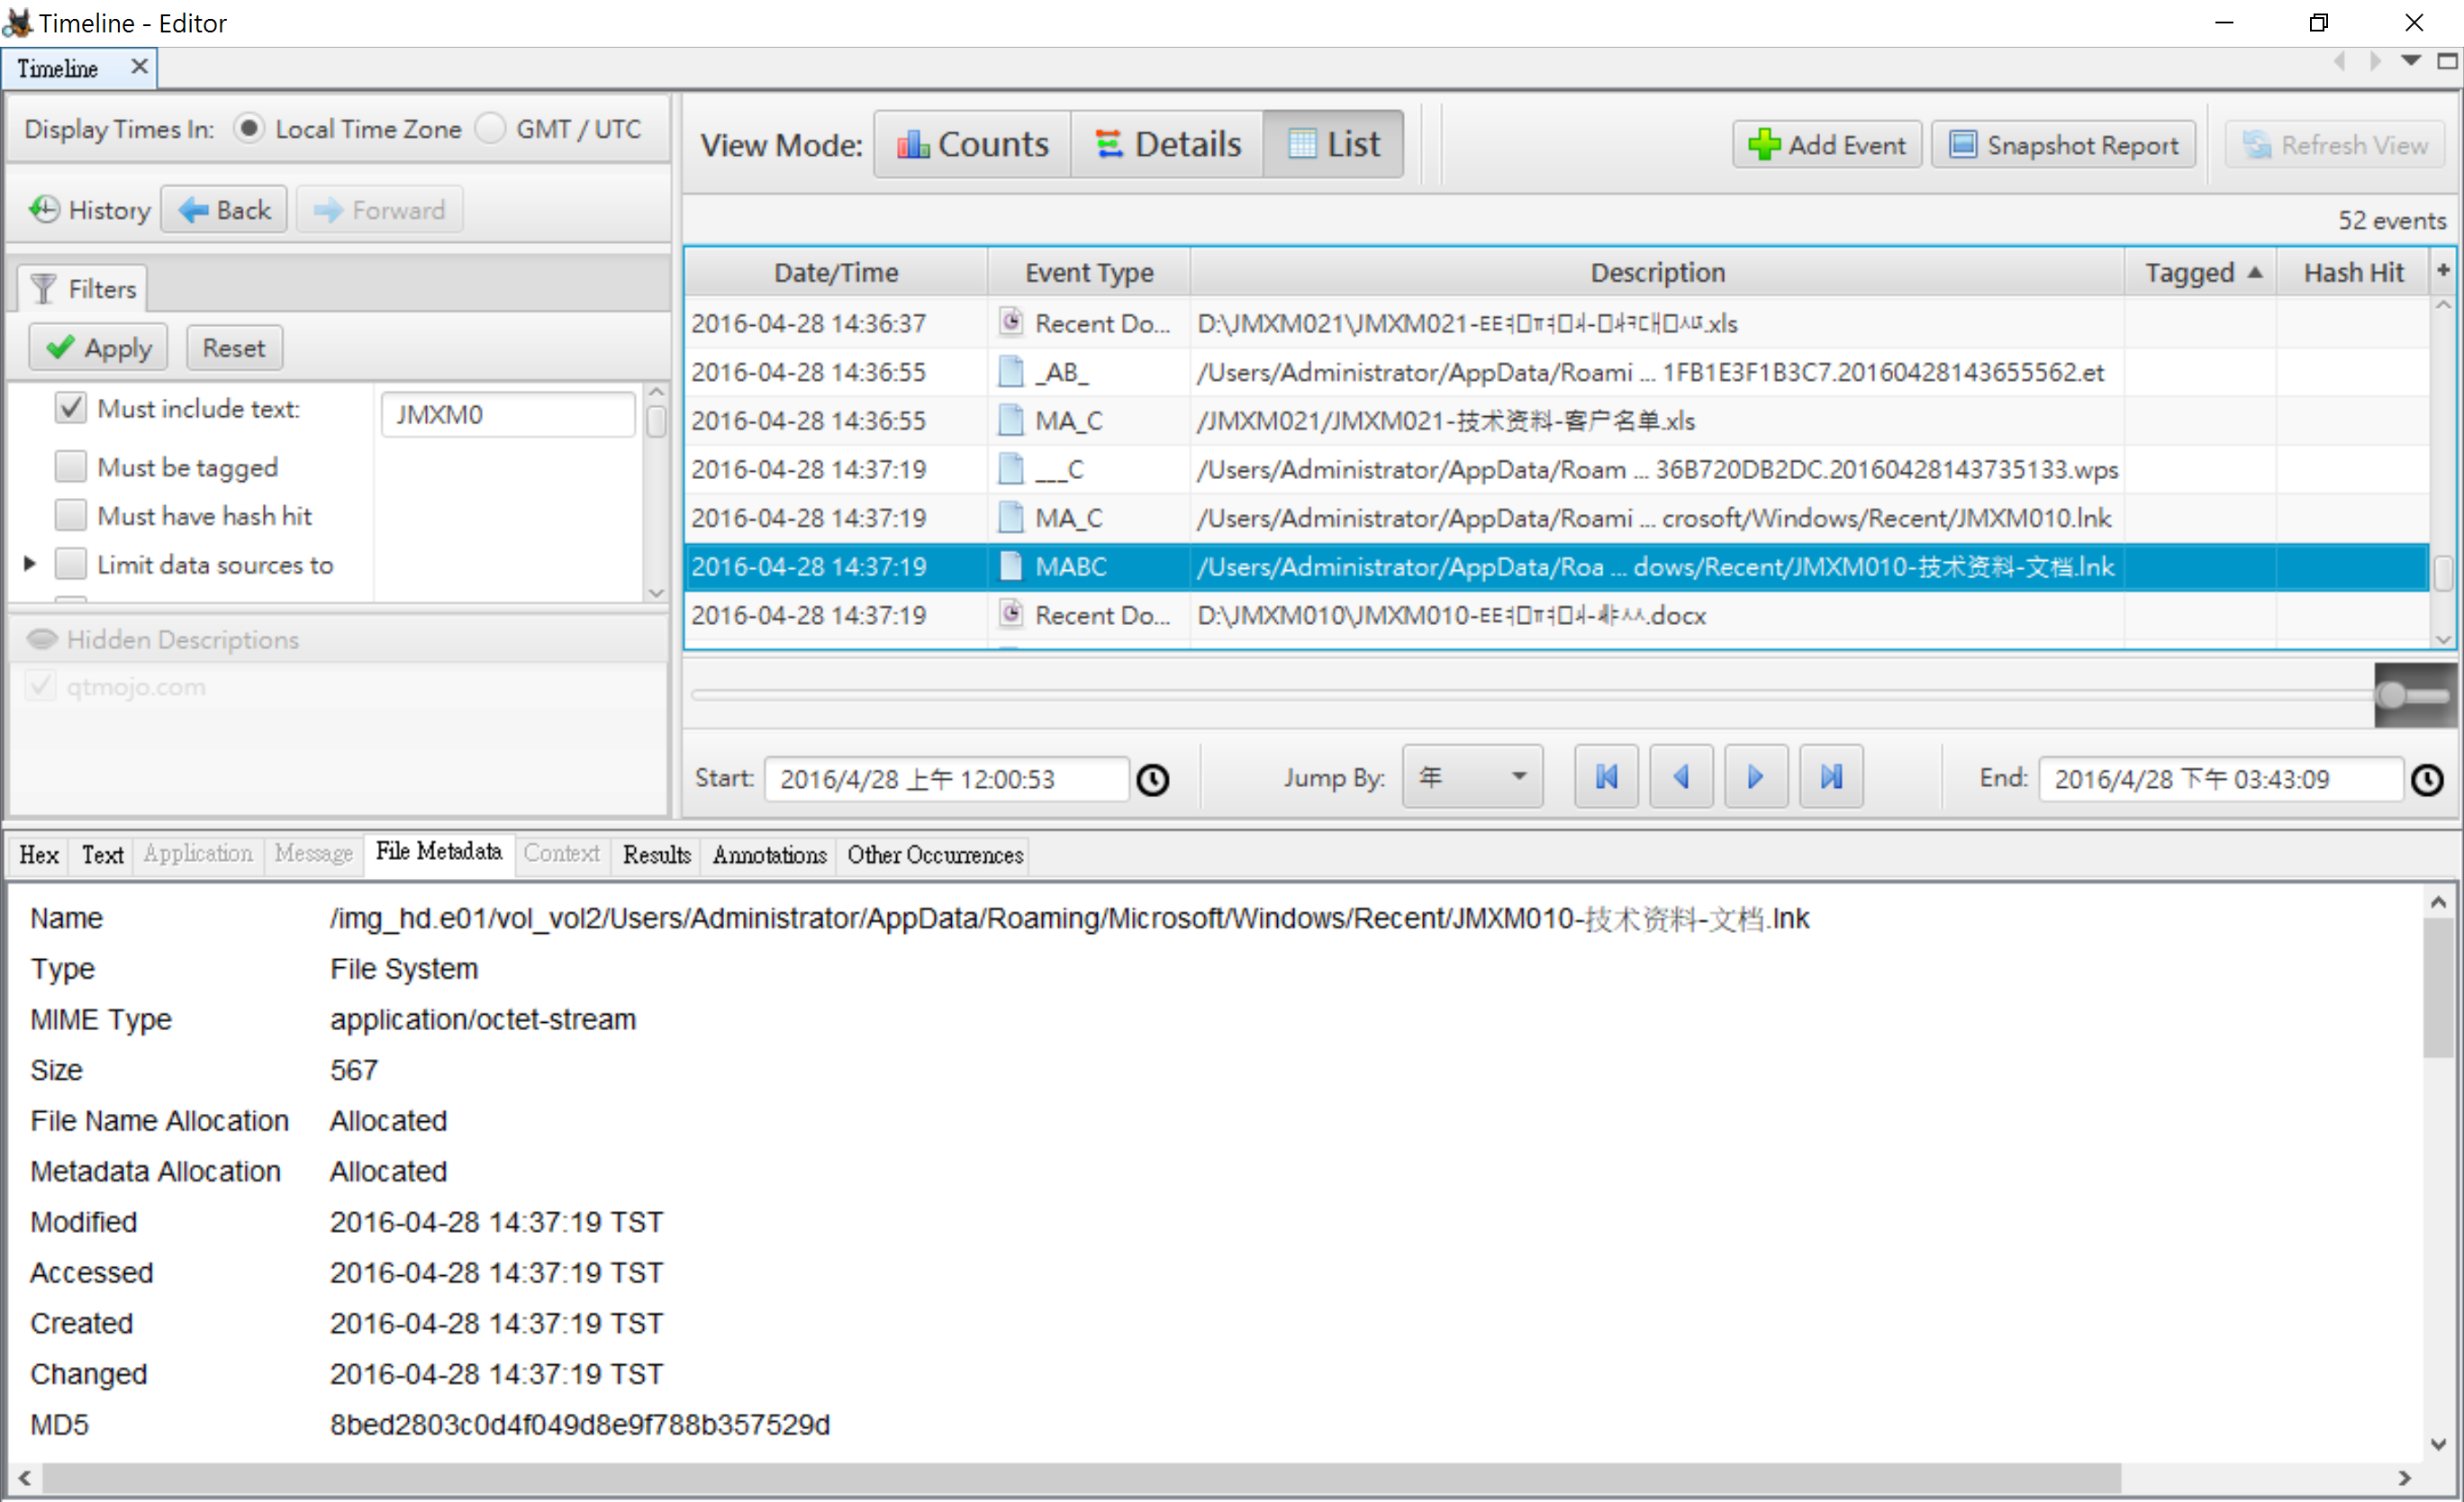 Timeline - Editor
Timeline
Display Times In: Local Time Zone GMT / UTC
View Mode: Counts Details List
Add Event Snapshot Report Refresh View
History Back Forward
52 events
Filters
Apply Reset
Must include text: JMXM0
Must be tagged
Must have hash hit
Limit data sources to
Hidden Descriptions
qtmojo.com
Date/Time Event Type Description Tagged Hash Hit
2016-04-28 14:36:37 Recent Do... D:\JMXM021\JMXM021-
2016-04-28 14:36:55 _AB_ /Users/Administrator/AppData/Roami ... 1FB1E3F1B3C7.20160428143655562.et
2016-04-28 14:36:55 MA_C /JMXM021/JMXM021-技术资料-客户名单.xls
2016-04-28 14:37:19 ___C /Users/Administrator/AppData/Roam ... 36B720DB2DC.20160428143735133.wps
2016-04-28 14:37:19 MA_C /Users/Administrator/AppData/Roami ... crosoft/Windows/Recent/JMXM010.lnk
2016-04-28 14:37:19 MABC /Users/Administrator/AppData/Roa ... dows/Recent/JMXM010-技术资料-文档.lnk
2016-04-28 14:37:19 Recent Do... D:\JMXM010\JMXM010-
Start: 2016/4/28 上午 12:00:53 Jump By: 年 End: 2016/4/28 下午 03:43:09
Hex Text Application Message File Metadata Context Results Annotations Other Occurrences
Name /img_hd.e01/vol_vol2/Users/Administrator/AppData/Roaming/Microsoft/Windows/Recent/JMXM010-技术资料-文档.lnk
Type File System
MIME Type application/octet-stream
Size 567
File Name Allocation Allocated
Metadata Allocation Allocated
Modified 2016-04-28 14:37:19 TST
Accessed 2016-04-28 14:37:19 TST
Created 2016-04-28 14:37:19 TST
Changed 2016-04-28 14:37:19 TST
MD5 8bed2803c0d4f049d8e9f788b357529d